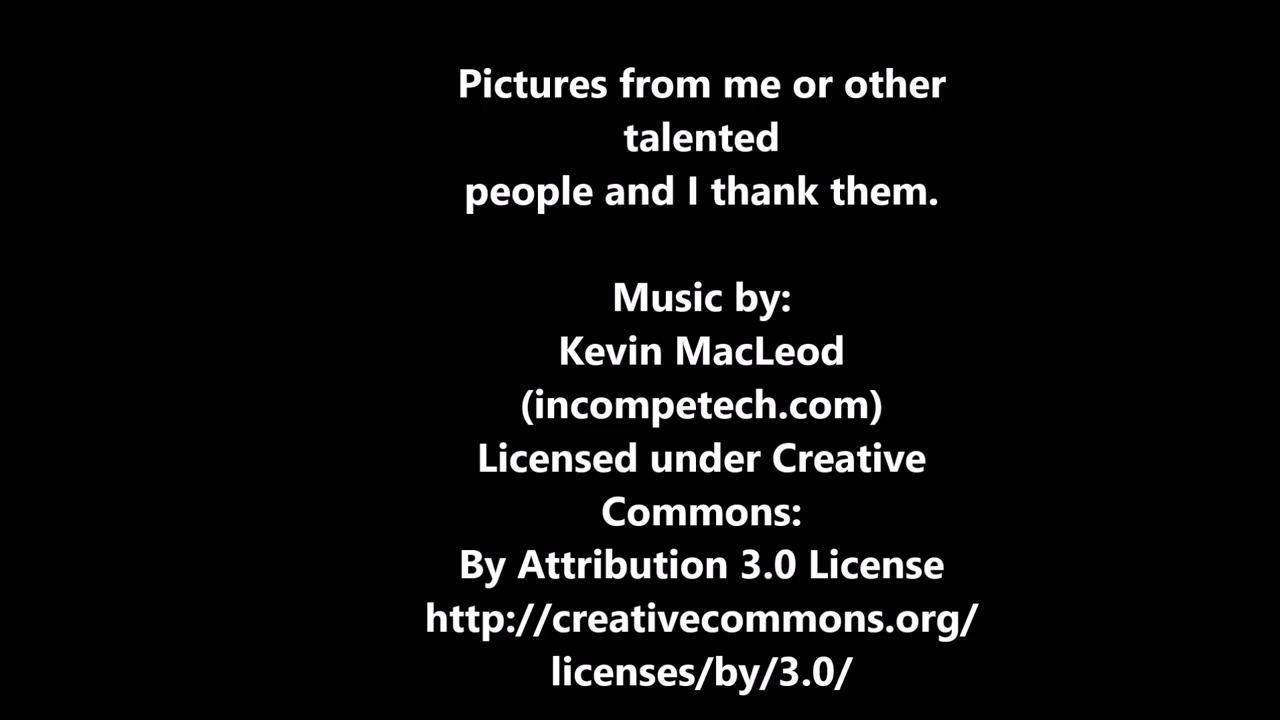 Pictures from me or other
talented
people and I thank them.
Music by:
Kevin MacLeod
(incompetech.com)
Licensed under Creative
Commons:
By Attribution 3.0 License
http://creativecommons.org/
licenses/by/3.0/